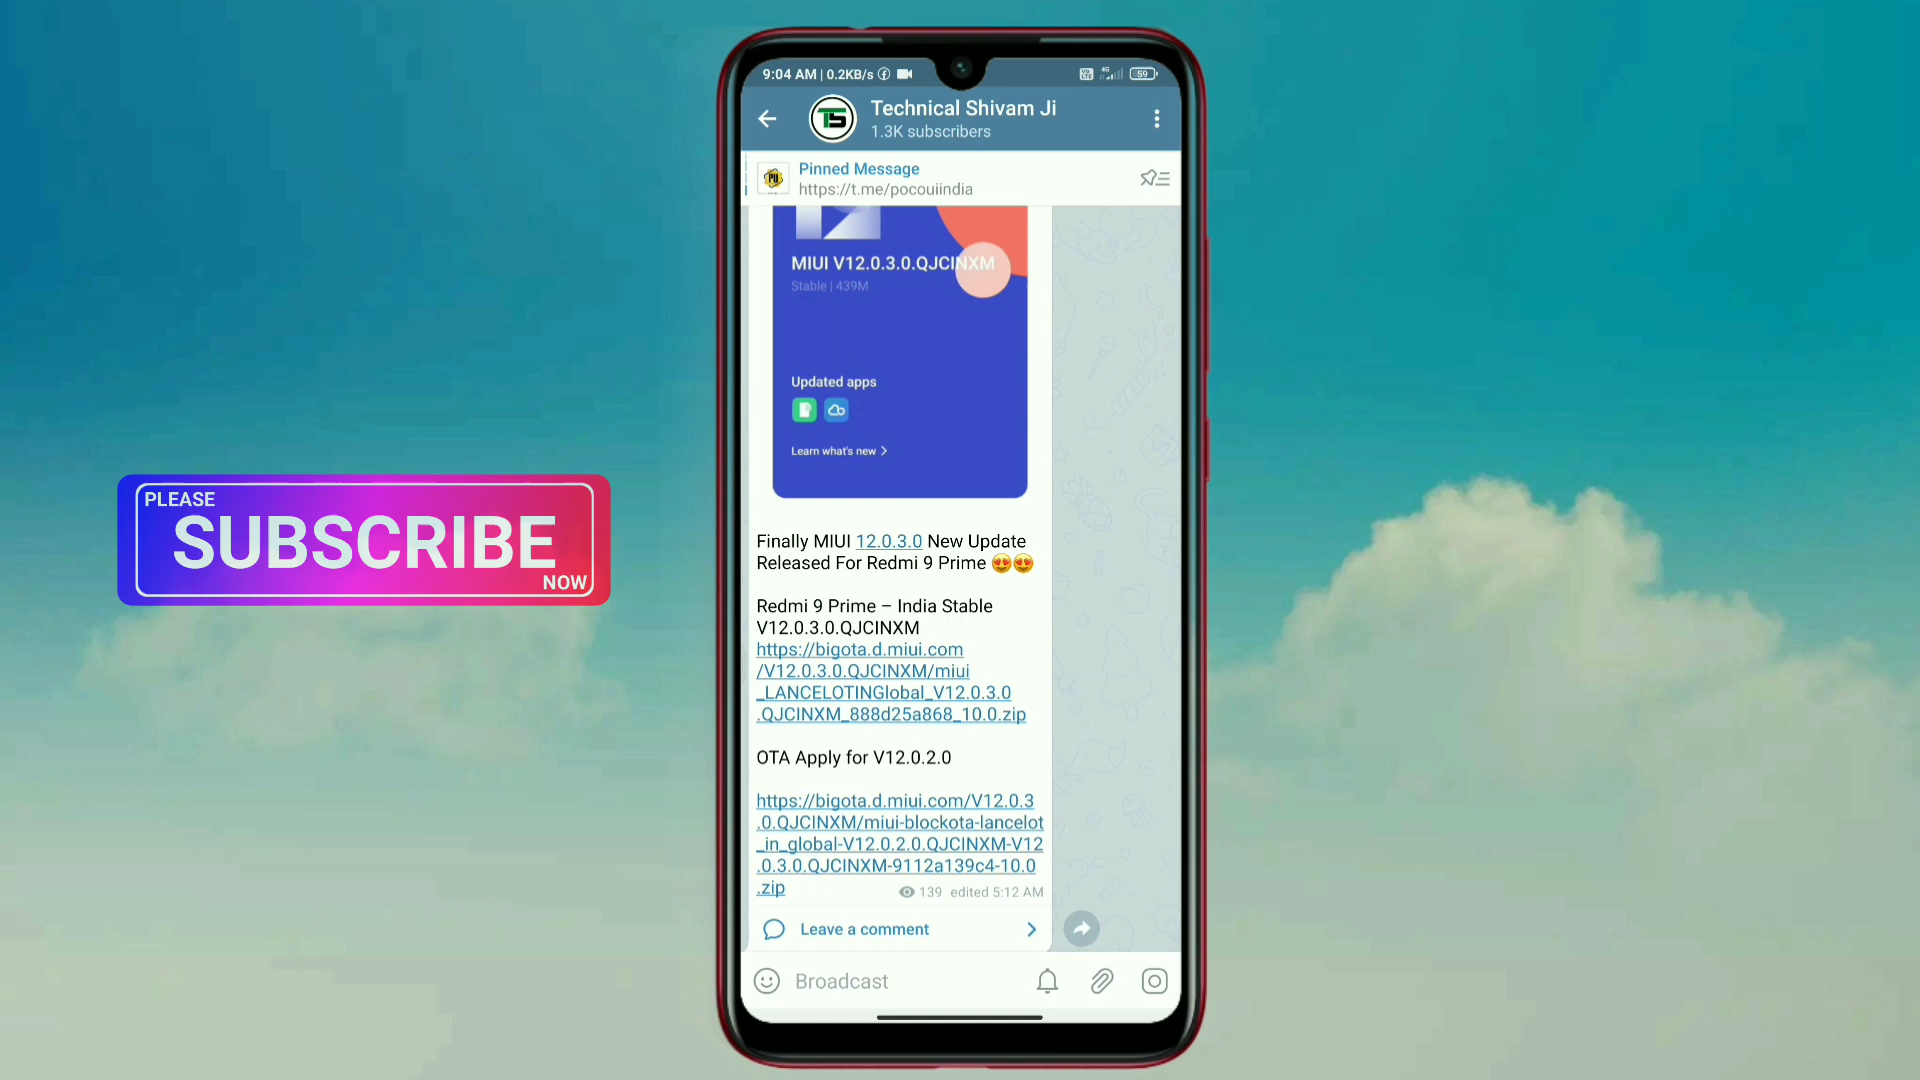 9:04 AM | 0.2KB/s
4G
59
TS
Technical Shivam Ji
1.3K subscribers
Pinned Message
https://t.me/pocouiindia
MIUI V12.0.3.0.QJCINXM
Stable | 439M
Updated apps
Learn what's new >
PLEASE
SUBSCRIBE
NOW
Finally MIUI 12.0.3.0 New Update
Released For Redmi 9 Prime 😍😍
Redmi 9 Prime – India Stable
V12.0.3.0.QJCINXM
https://bigota.d.miui.com
/V12.0.3.0.QJCINXM/miui
_LANCELOTINGlobal_V12.0.3.0
.QJCINXM_888d25a868_10.0.zip
OTA Apply for V12.0.2.0
https://bigota.d.miui.com/V12.0.3
.0.QJCINXM/miui-blockota-lancelot
_in_global-V12.0.2.0.QJCINXM-V12
.0.3.0.QJCINXM-9112a139c4-10.0
.zip
139 edited 5:12 AM
Leave a comment
Broadcast